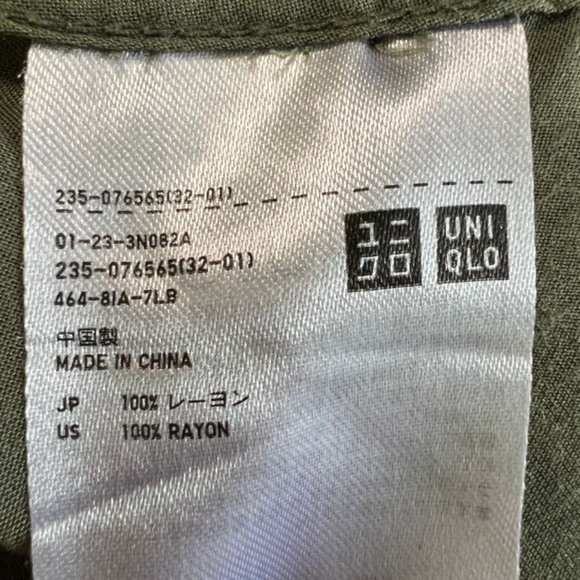 235-076565(32-01)
01-23-3N082A
235-076565(32-01)
464-81A-7LB
ユニ
クロ
UNI
QLO
中国製
MADE IN CHINA
JP 100% レーヨン
US 100% RAYON